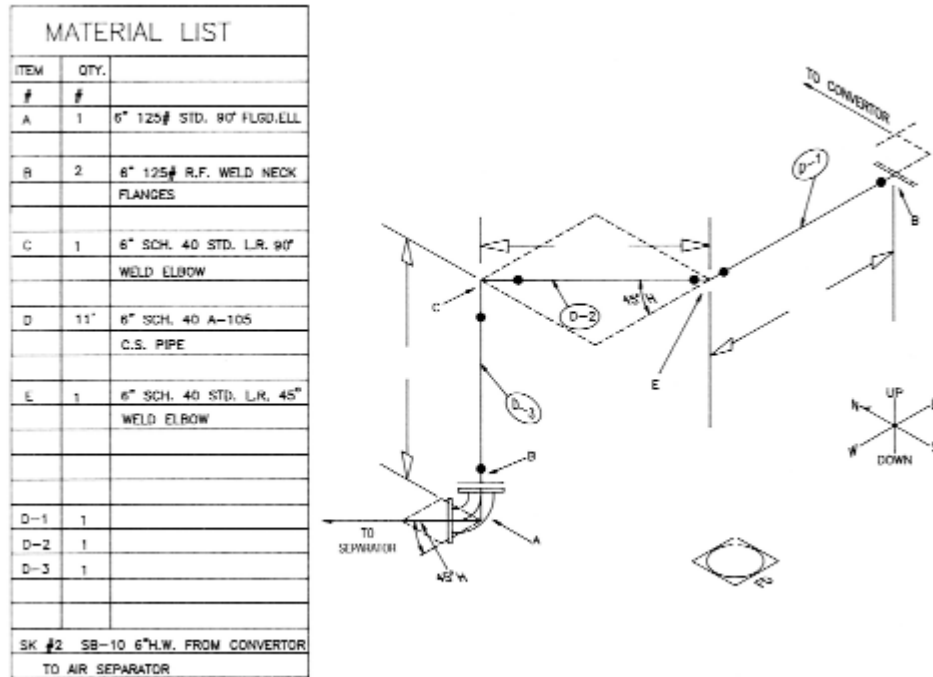 MATERIAL LIST
ITEM QTY.
# #
A 1 6" 125# STD. 90° FLGD.ELL
B 2 6" 125# R.F. WELD NECK
FLANGES
C 1 6" SCH. 40 STD. L.R. 90°
WELD ELBOW
D 11' 6" SCH. 40 A-105
C.S. PIPE
E 1 6" SCH. 40 STD. L.R. 45°
WELD ELBOW
D-1 1
D-2 1
D-3 1
SK #2 SB-10 6"H.W. FROM CONVERTOR
TO AIR SEPARATOR
TO CONVERTOR
D-1
B
C
45° H
D-2
E
D-3
B
A
TO
SEPARATOR
45° H
UP
N
W
DOWN